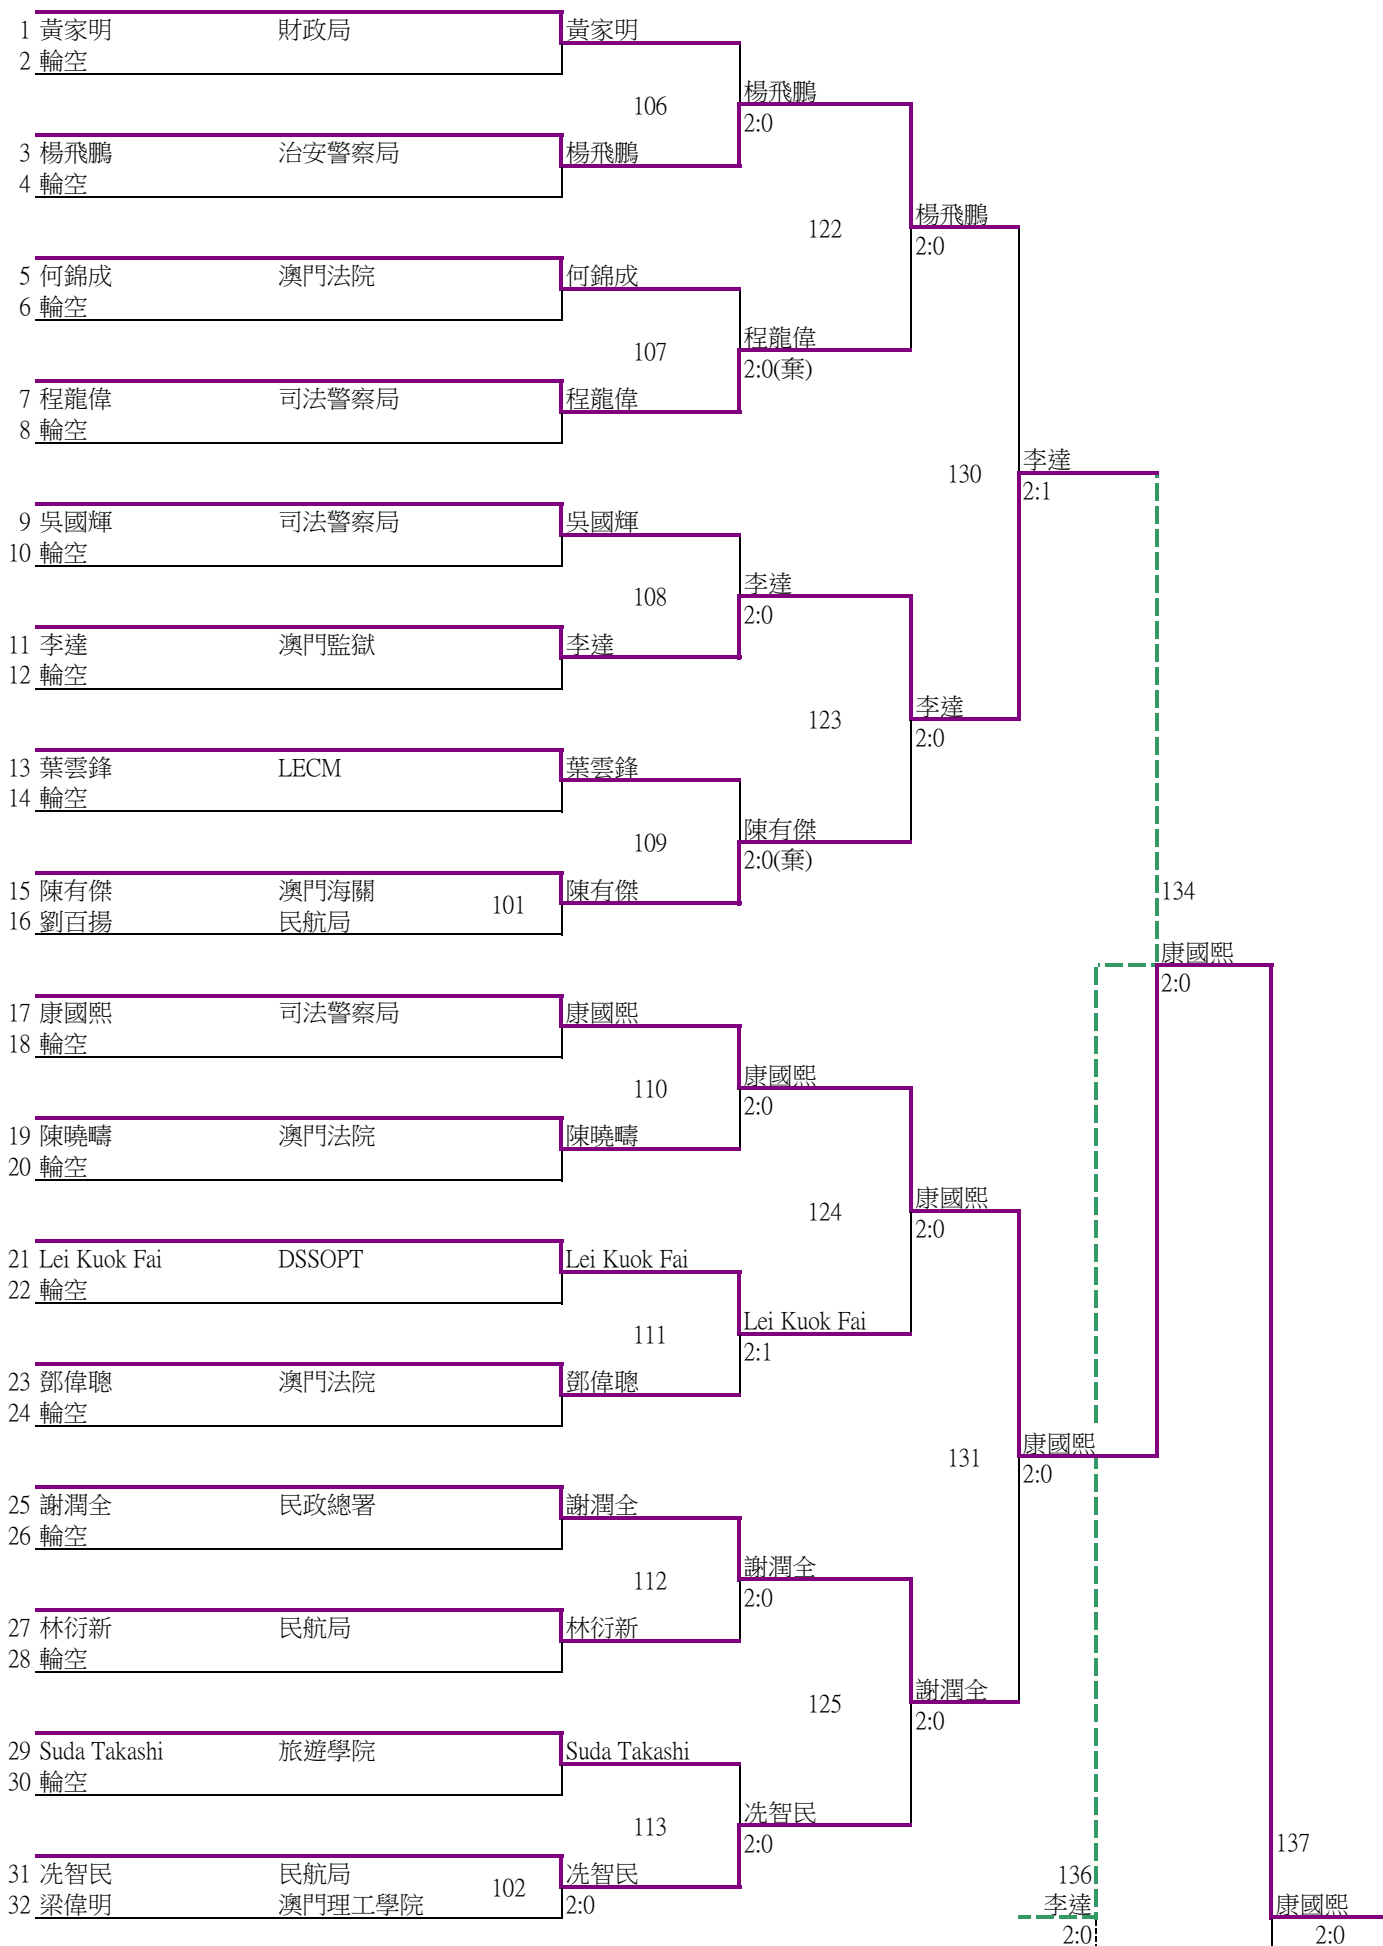 1 黃家明 財政局 黃家明
2 輪空
楊飛鵬
106
2:0
3 楊飛鵬 治安警察局 楊飛鵬
4 輪空
楊飛鵬
122
2:0
5 何錦成 澳門法院 何錦成
6 輪空
程龍偉
107
2:0(棄)
7 程龍偉 司法警察局 程龍偉
8 輪空
李達
130
2:1
9 吳國輝 司法警察局 吳國輝
10 輪空
李達
108
2:0
11 李達 澳門監獄 李達
12 輪空
李達
123
2:0
13 葉雲鋒 LECM 葉雲鋒
14 輪空
陳有傑
109
2:0(棄)
15 陳有傑 澳門海關 101 陳有傑 134
16 劉百揚 民航局
康國熙
2:0
17 康國熙 司法警察局 康國熙
18 輪空
康國熙
110
2:0
19 陳曉疇 澳門法院 陳曉疇
20 輪空
康國熙
124
2:0
21 Lei Kuok Fai DSSOPT Lei Kuok Fai
22 輪空
Lei Kuok Fai
111
2:1
23 鄧偉聰 澳門法院 鄧偉聰
24 輪空
康國熙
131
2:0
25 謝潤全 民政總署 謝潤全
26 輪空
謝潤全
112
2:0
27 林衍新 民航局 林衍新
28 輪空
謝潤全
125
2:0
29 Suda Takashi 旅遊學院 Suda Takashi
30 輪空
冼智民
113
2:0 137
31 冼智民 民航局 102 冼智民 136
32 梁偉明 澳門理工學院 2:0 李達 康國熙
2:0 2:0